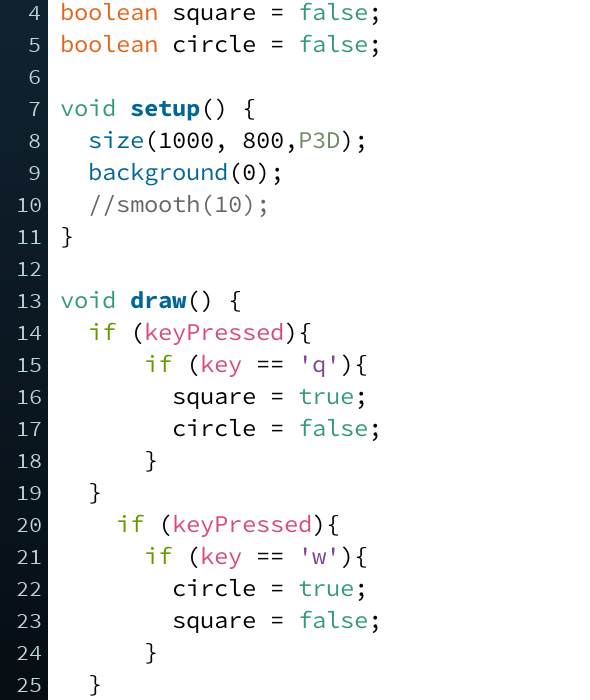 4 boolean square = false;
5 boolean circle = false;
6
7 void setup() {
8   size(1000, 800,P3D);
9   background(0);
10   //smooth(10);
11 }
12
13 void draw() {
14   if (keyPressed){
15       if (key == 'q'){
16         square = true;
17         circle = false;
18       }
19   }
20     if (keyPressed){
21       if (key == 'w'){
22         circle = true;
23         square = false;
24       }
25   }